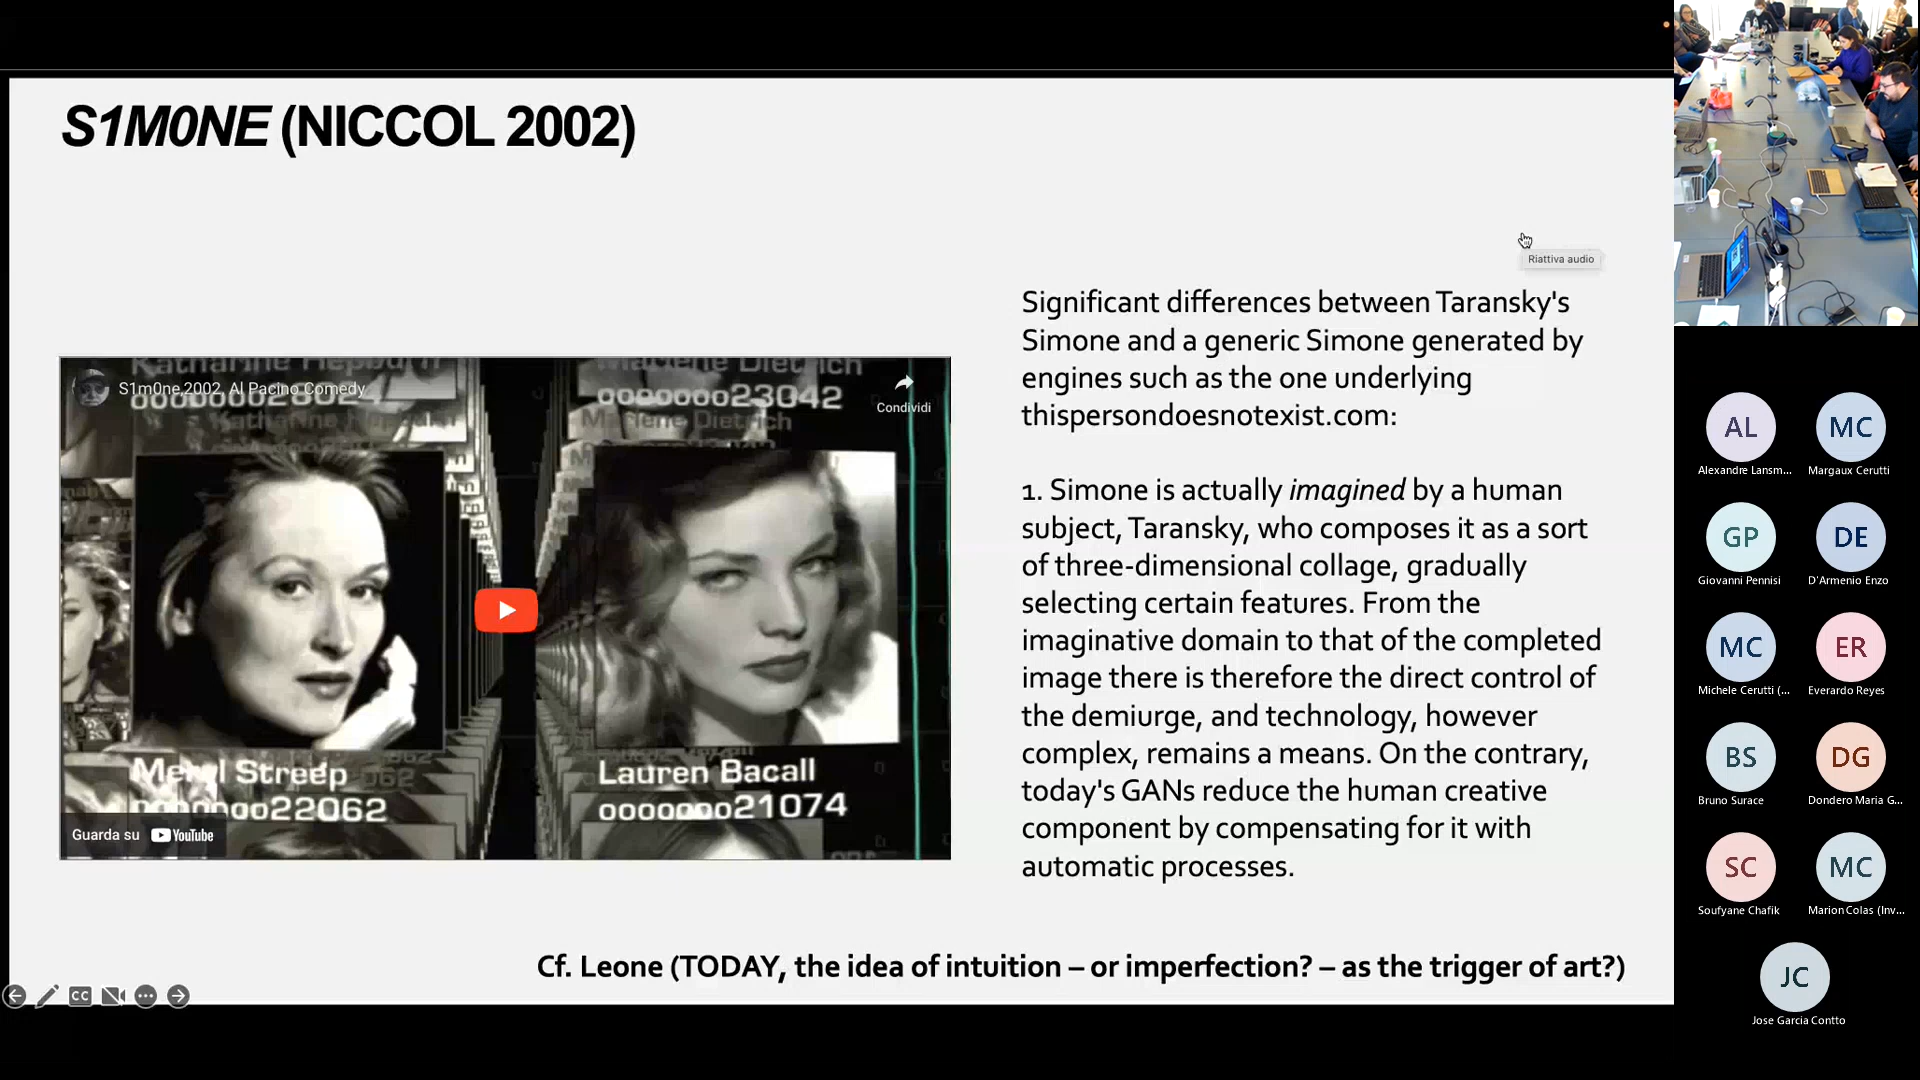 S1M0NE (NICCOL 2002)
Riattiva audio
Significant differences between Taransky's
Simone and a generic Simone generated by
engines such as the one underlying
thispersondoesnotexist.com:
1. Simone is actually imagined by a human
subject, Taransky, who composes it as a sort
of three-dimensional collage, gradually
selecting certain features. From the
imaginative domain to that of the completed
image there is therefore the direct control of
the demiurge, and technology, however
complex, remains a means. On the contrary,
today's GANs reduce the human creative
component by compensating for it with
automatic processes.
Katharine Hepburn
Marlene Dietrich
S1m0ne,2002, Al Pacino Comedy
ooooooo23042
Condividi
Marlene Dietrich
Meryl Streep
ooooooo22062
Lauren Bacall
ooooooo21074
Guarda su YouTube
Cf. Leone (TODAY, the idea of intuition – or imperfection? – as the trigger of art?)
CC
AL
Alexandre Lansm...
MC
Margaux Cerutti
GP
Giovanni Pennisi
DE
D'Armenio Enzo
MC
Michele Cerutti (...
ER
Everardo Reyes
BS
Bruno Surace
DG
Dondero Maria G...
SC
Soufyane Chafik
MC
Marion Colas (Inv...
JC
Jose Garcia Contto